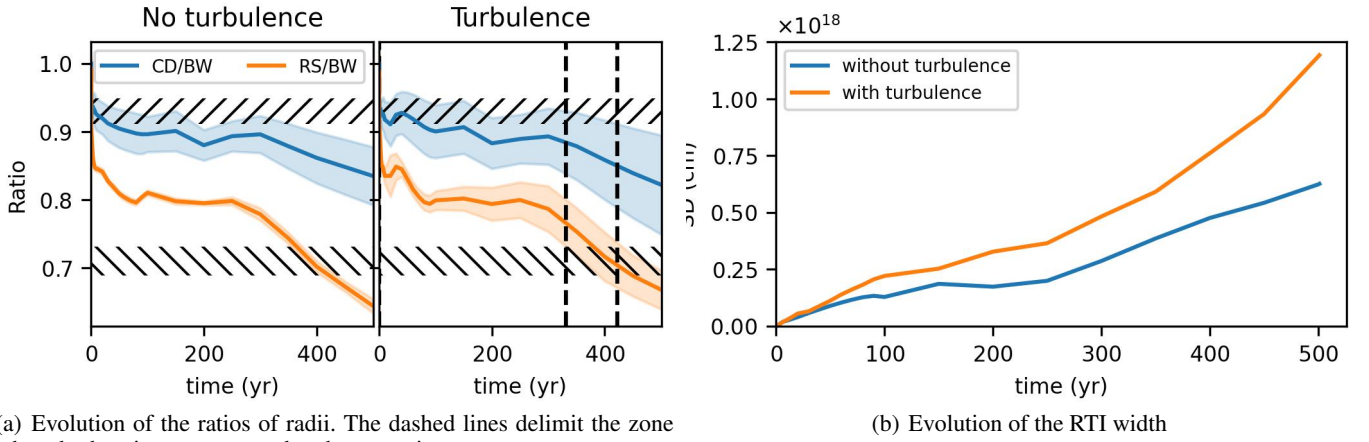 No turbulence
Turbulence
CD/BW
RS/BW
Ratio
1.0
0.9
0.8
0.7
0
200
400
0
200
400
time (yr)
time (yr)
×10¹⁸
without turbulence
with turbulence
1.25
1.00
0.75
0.50
0.25
0.00
0
100
200
300
400
500
time (yr)
a) Evolution of the ratios of radii. The dashed lines delimit the zone
(b) Evolution of the RTI width